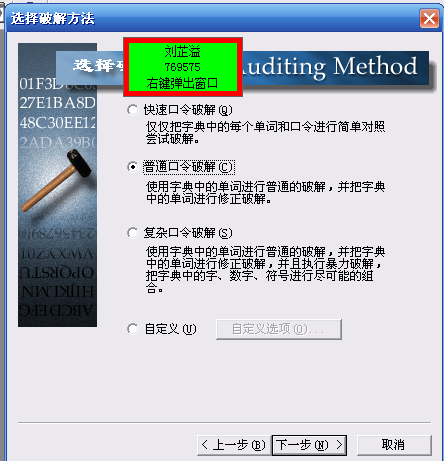 选择破解方法
刘芷溢
769575
右键弹出窗口
选择
Auditing Method
快速口令破解(Q)
仅仅把字典中的每个单词和口令进行简单对照
尝试破解。
普通口令破解(C)
使用字典中的单词进行普通的破解,并把字典
中的单词进行修正破解。
复杂口令破解(S)
使用字典中的单词进行普通的破解,并把字典
中的单词进行修正破解,并且执行暴力破解,
把字典中的字、数字、符号进行尽可能的组
合。
自定义(U)
自定义选项(O)...
< 上一步(B)
下一步(N) >
取消